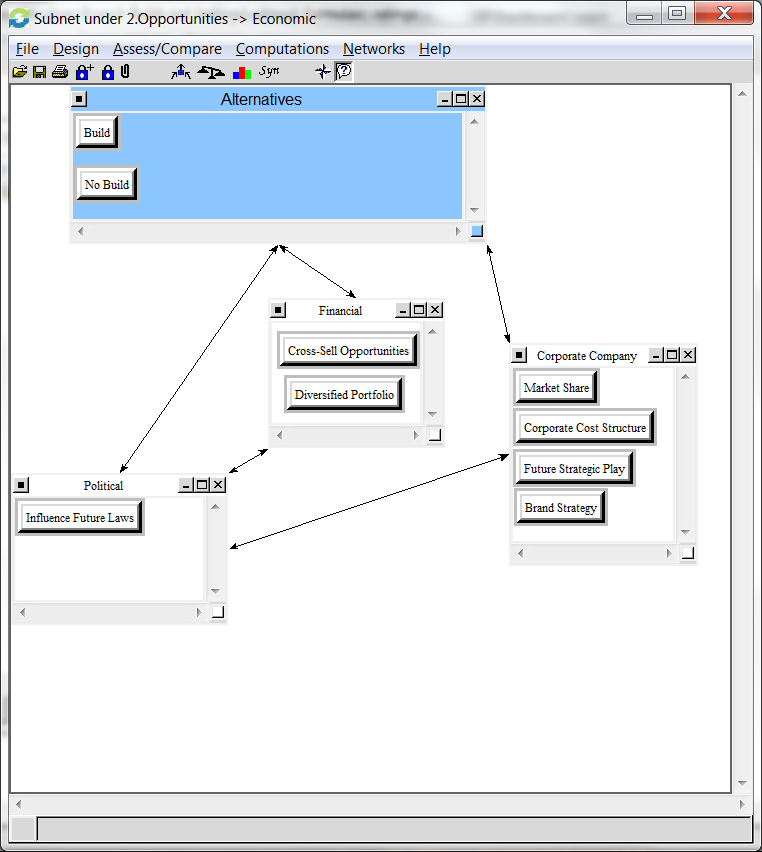 Subnet under 2.Opportunities -> Economic
File Design Assess/Compare Computations Networks Help
Syn
Alternatives
Build
No Build
Financial
Cross-Sell Opportunities
Diversified Portfolio
Corporate Company
Market Share
Corporate Cost Structure
Future Strategic Play
Brand Strategy
Political
Influence Future Laws